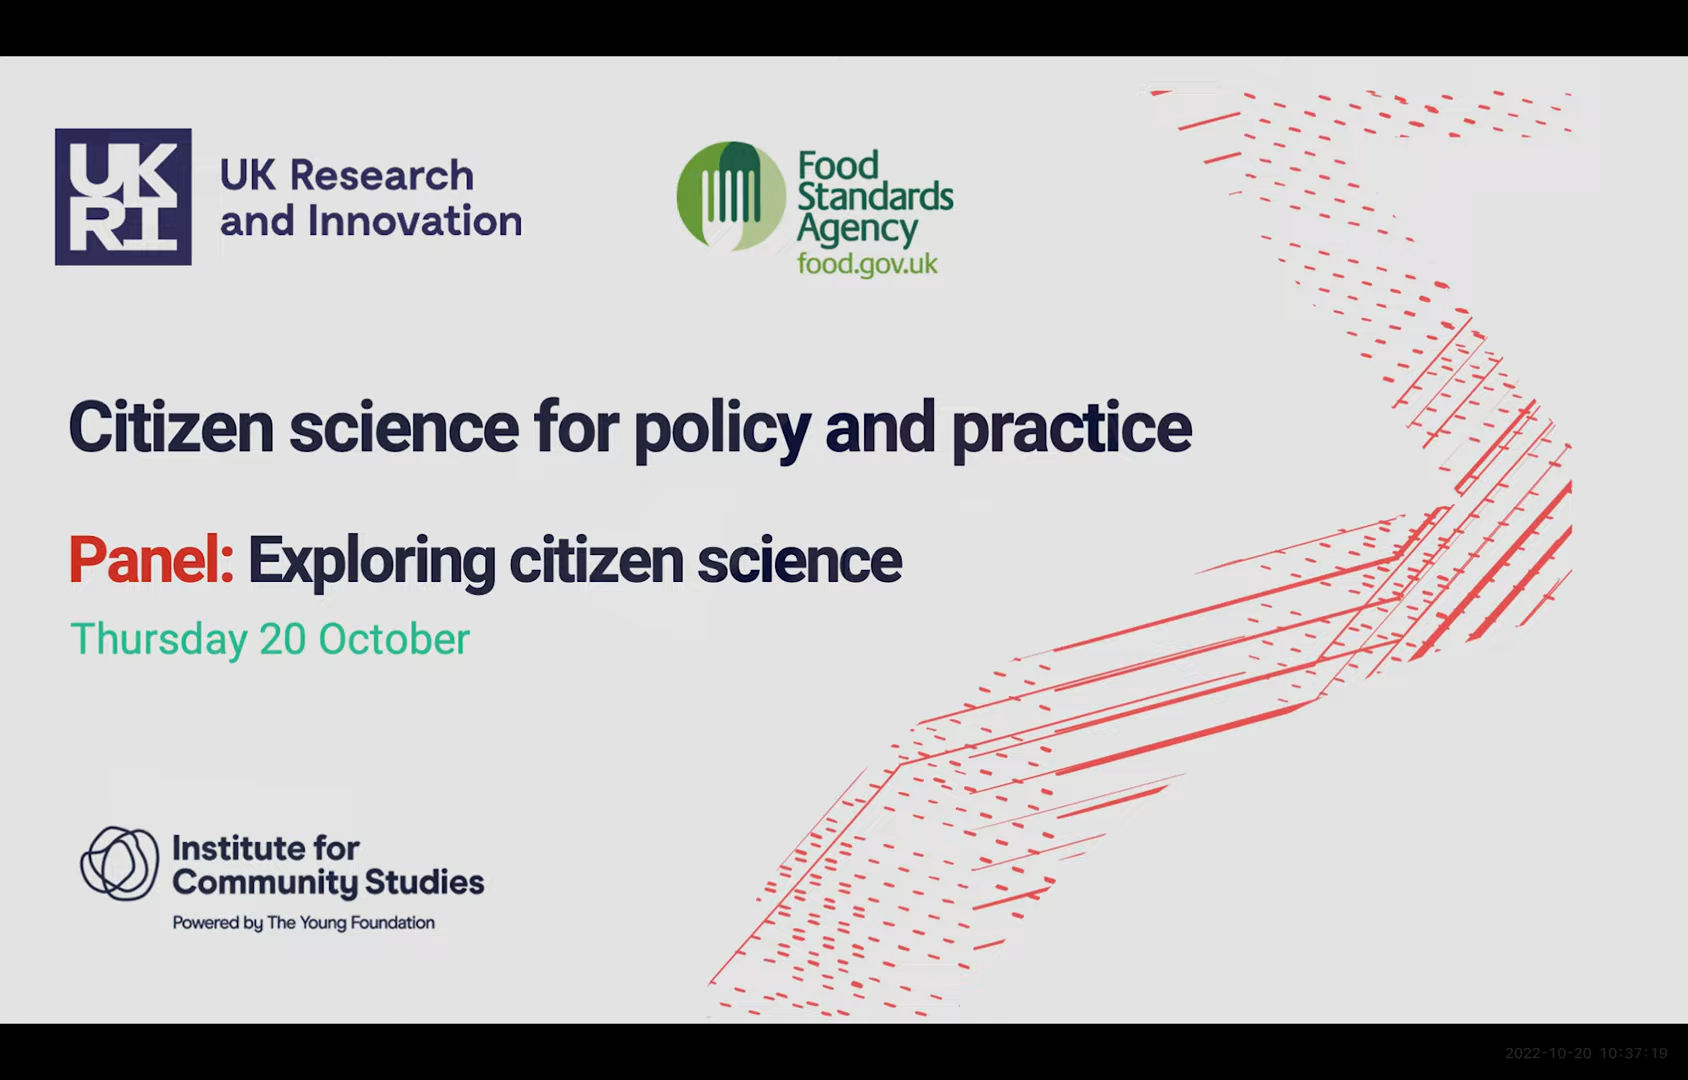 UK
RI
UK Research
and Innovation
Food
Standards
Agency
food.gov.uk
Citizen science for policy and practice
Panel: Exploring citizen science
Thursday 20 October
Institute for
Community Studies
Powered by The Young Foundation
2022-10-20 10:37:19